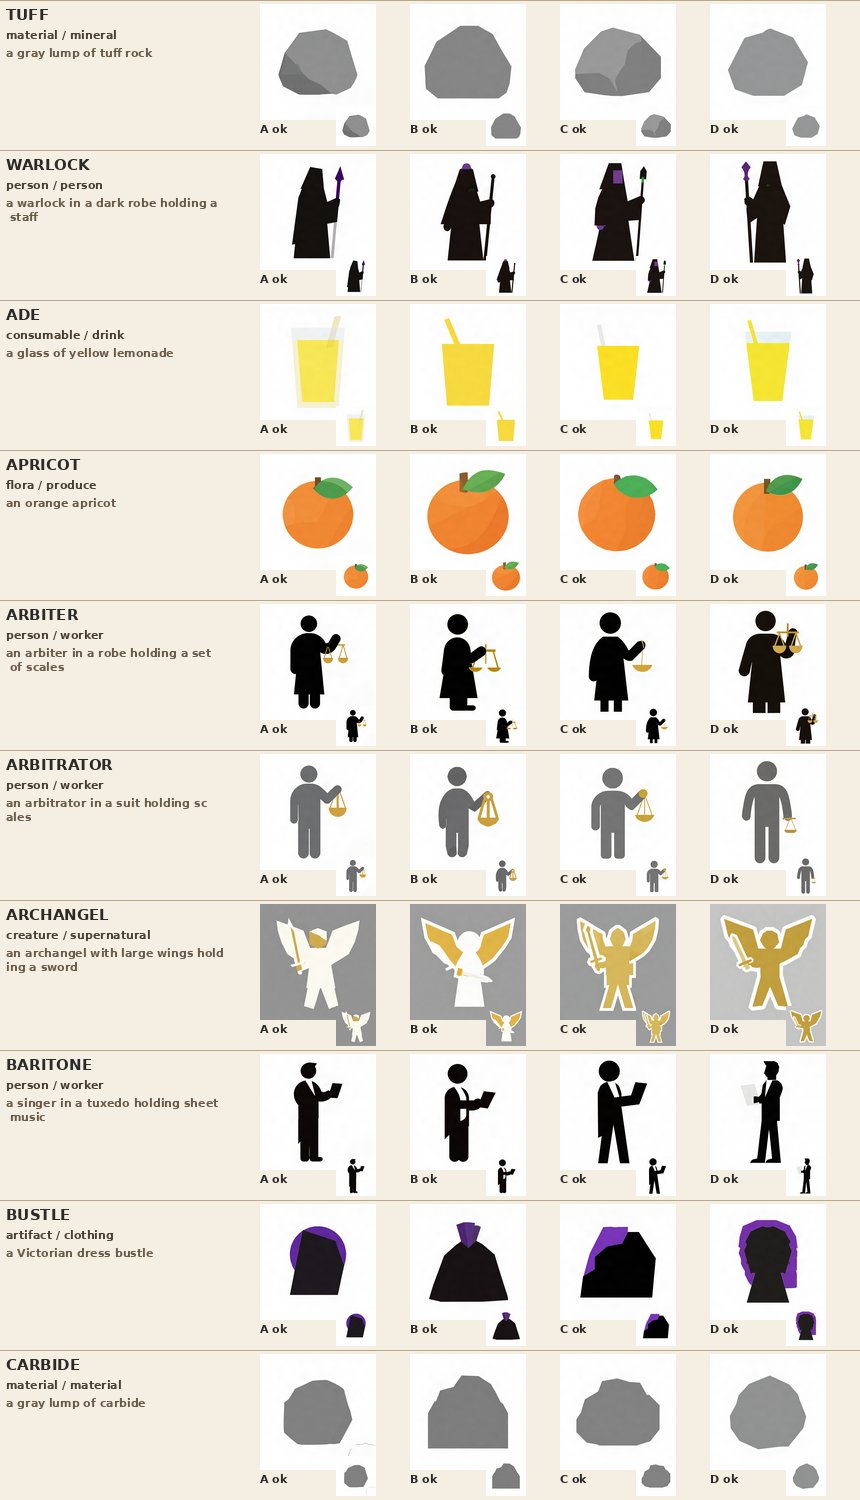 TUFF
material / mineral
a gray lump of tuff rock
A ok
B ok
C ok
D ok
WARLOCK
person / person
a warlock in a dark robe holding a
staff
A ok
B ok
C ok
D ok
ADE
consumable / drink
a glass of yellow lemonade
A ok
B ok
C ok
D ok
APRICOT
flora / produce
an orange apricot
A ok
B ok
C ok
D ok
ARBITER
person / worker
an arbiter in a robe holding a set
of scales
A ok
B ok
C ok
D ok
ARBITRATOR
person / worker
an arbitrator in a suit holding sc
ales
A ok
B ok
C ok
D ok
ARCHANGEL
creature / supernatural
an archangel with large wings hold
ing a sword
A ok
B ok
C ok
D ok
BARITONE
person / worker
a singer in a tuxedo holding sheet
music
A ok
B ok
C ok
D ok
BUSTLE
artifact / clothing
a Victorian dress bustle
A ok
B ok
C ok
D ok
CARBIDE
material / material
a gray lump of carbide
A ok
B ok
C ok
D ok